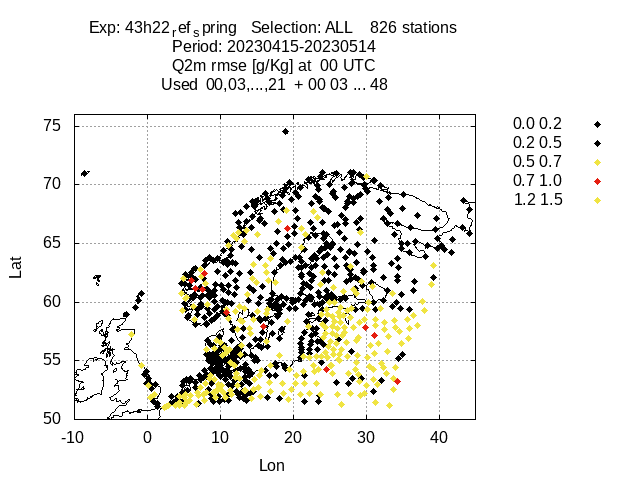 Exp: 43h22ref spring   Selection: ALL    826 stations
Period: 20230415-20230514
Q2m rmse [g/Kg] at  00 UTC
Used  00,03,...,21  + 00 03 ... 48
0.0 0.2
0.2 0.5
0.5 0.7
0.7 1.0
1.2 1.5
75
70
65
60
55
50
Lat
-10 0 10 20 30 40
Lon